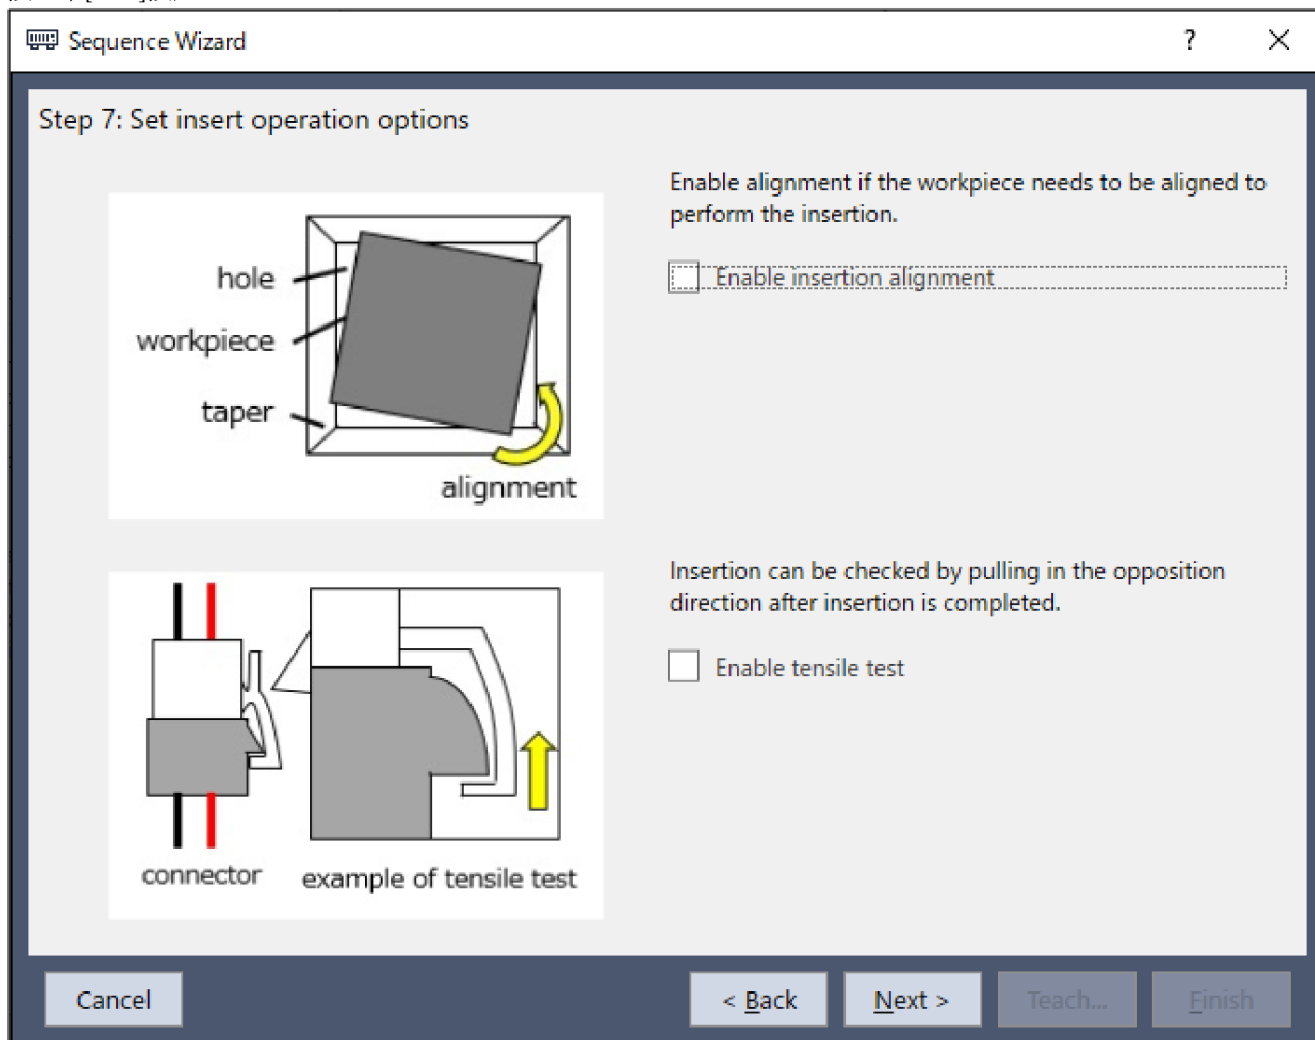 Sequence Wizard
?
Step 7: Set insert operation options
hole
workpiece
taper
alignment
Enable alignment if the workpiece needs to be aligned to
perform the insertion.
Enable insertion alignment
connector
example of tensile test
Insertion can be checked by pulling in the opposition
direction after insertion is completed.
Enable tensile test
Cancel
< Back
Next >
Teach...
Finish